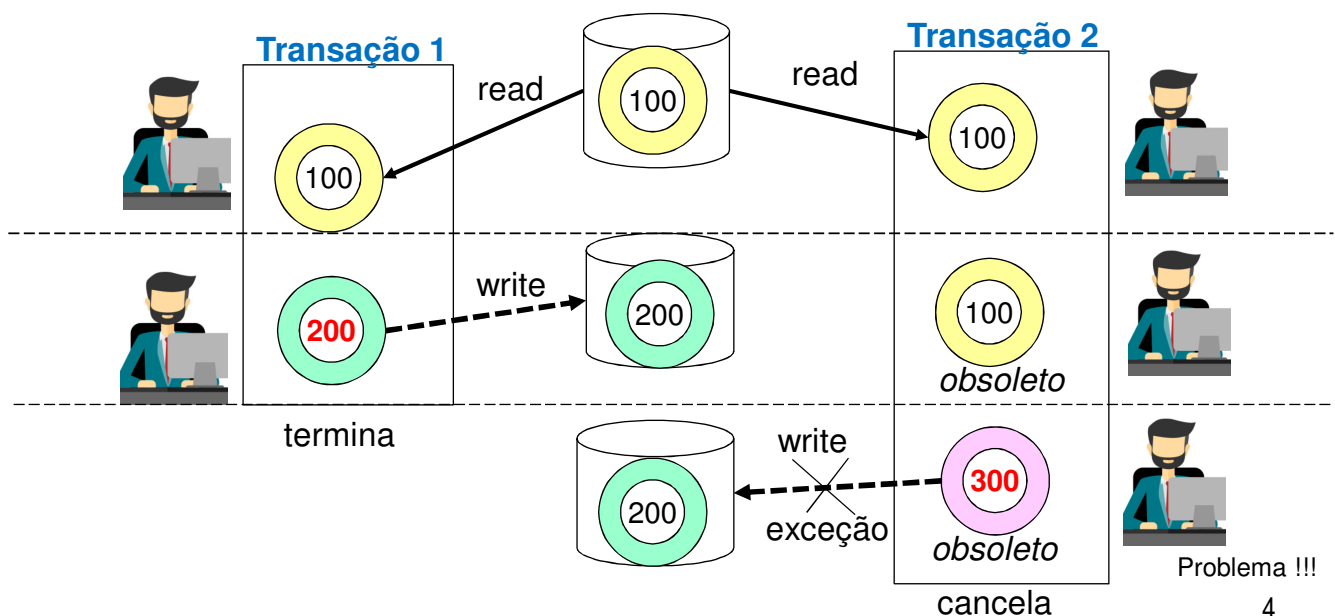 Transação 1
Transação 2
read
read
100
100
100
write
200
200
100
obsoleto
termina
write
300
200
exceção
obsoleto
Problema !!!
cancela
4